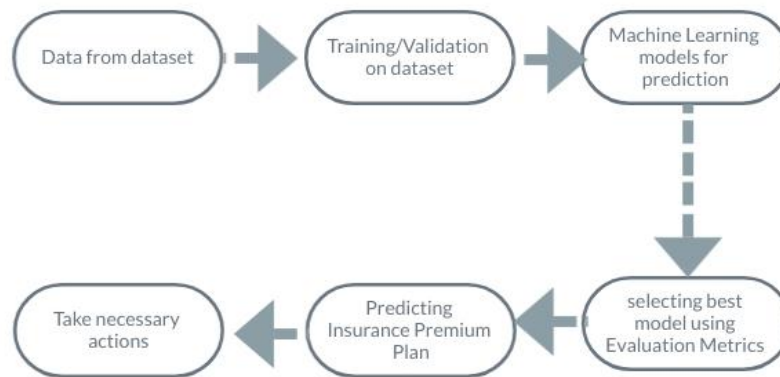 Data from dataset
Training/Validation
on dataset
Machine Learning
models for
prediction
selecting best
model using
Evaluation Metrics
Predicting
Insurance Premium
Plan
Take necessary
actions